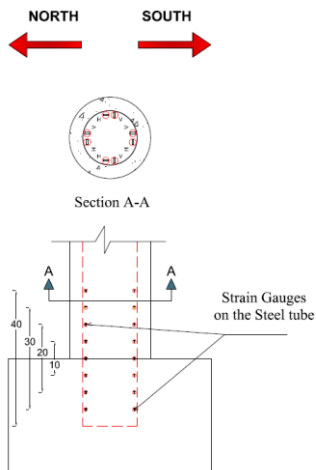 NORTH SOUTH
Section A-A
A A
Strain Gauges
on the Steel tube
40
30
20
10